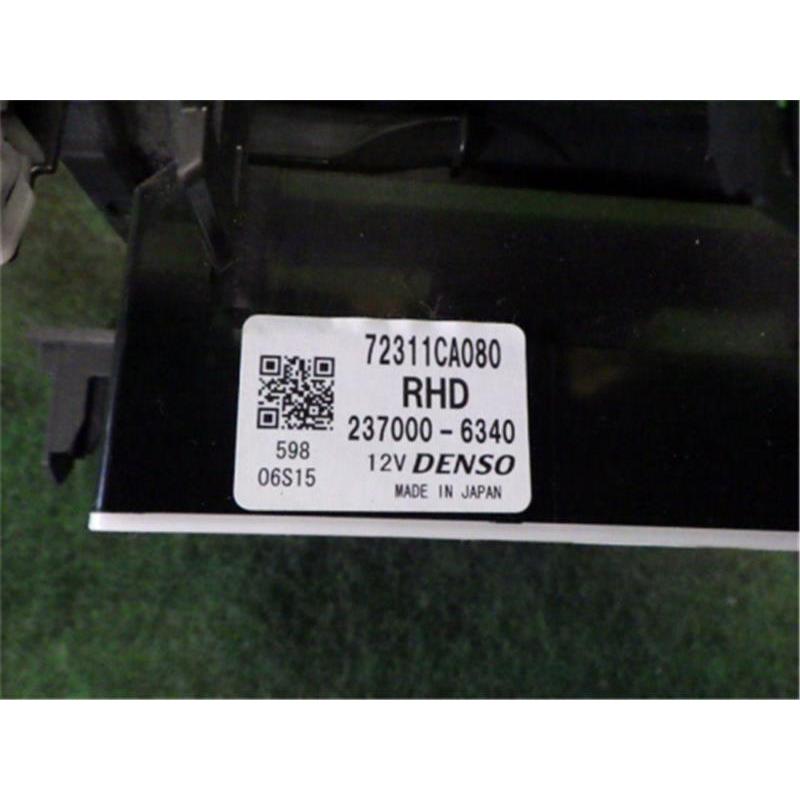 72311CA080
RHD
237000-6340
598
12V DENSO
06S15
MADE IN JAPAN